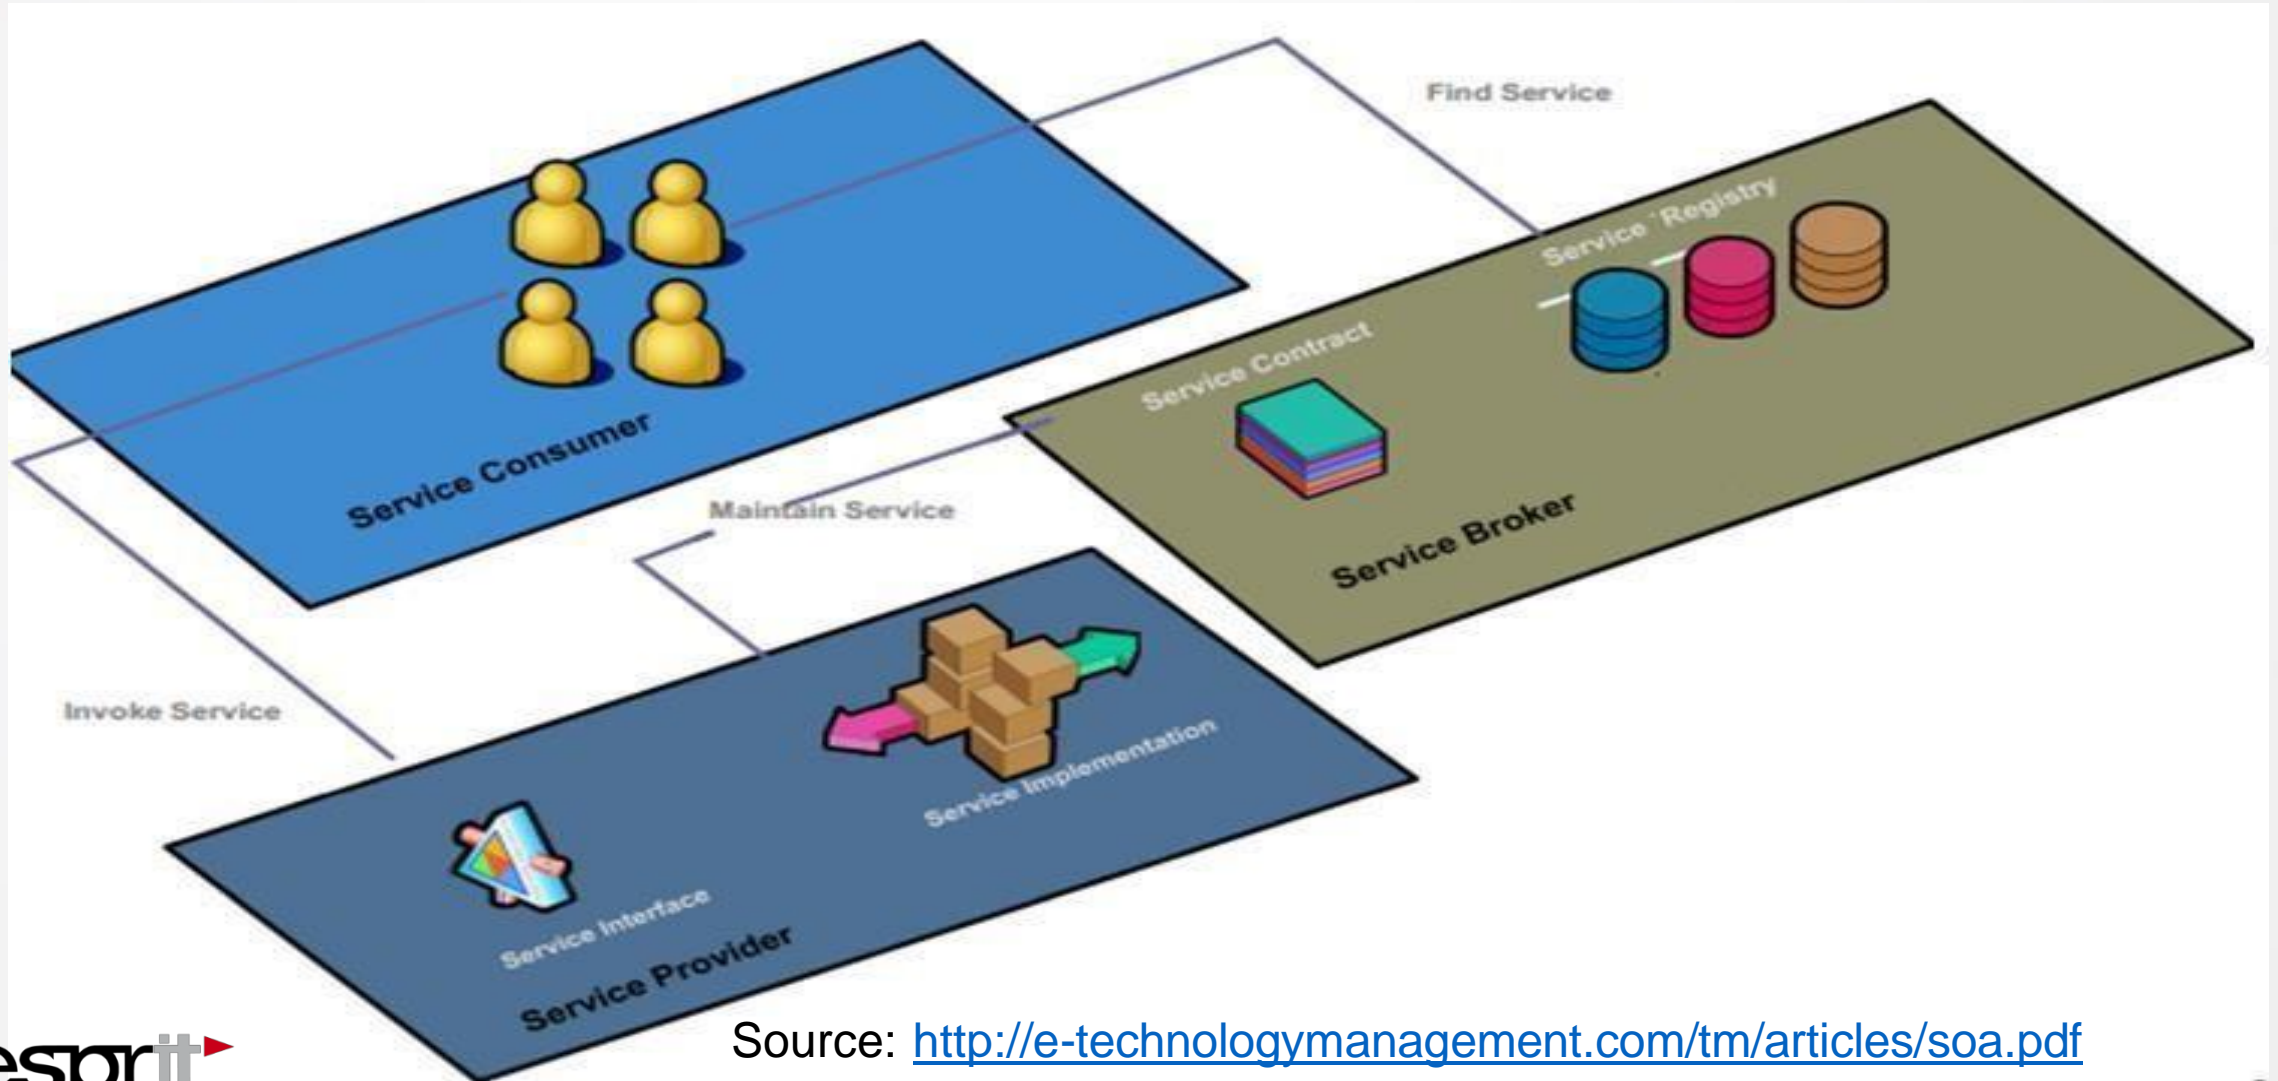 Find Service
Service Registry
Service Contract
Service Consumer
Maintain Service
Service Broker
Invoke Service
Service Implementation
Service Interface
Service Provider
Source: http://e-technologymanagement.com/tm/articles/soa.pdf
esprit